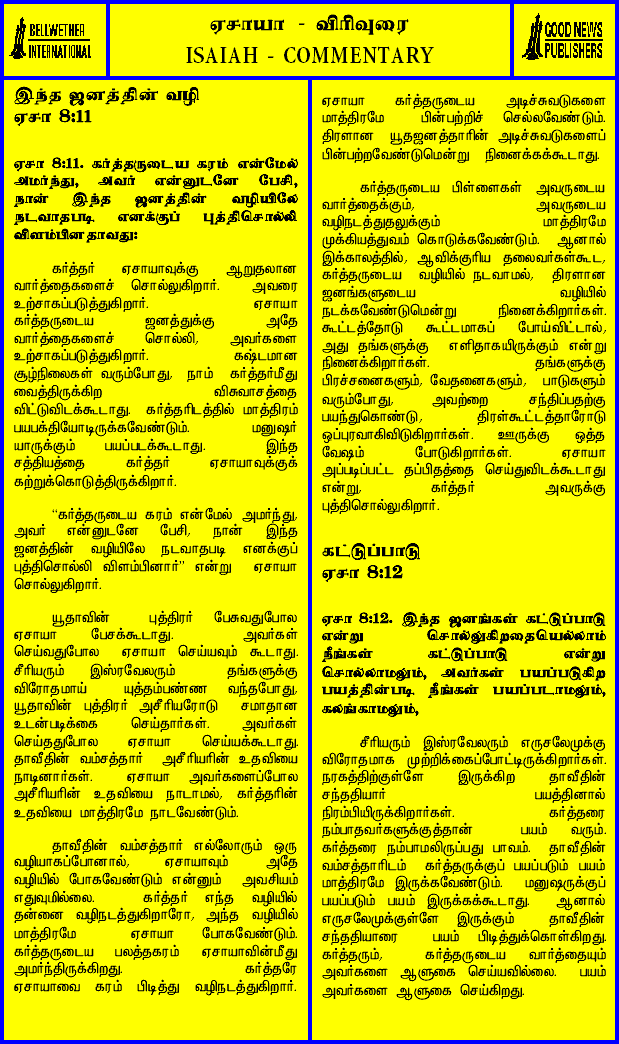 BELLWETHER
INTERNATIONAL
ஏசாயா - விரிவுரை
ISAIAH - COMMENTARY
GOOD NEWS
PUBLISHERS
இந்த ஜனத்தின் வழி
ஏசா 8:11
ஏசா 8:11. கர்த்தருடைய கரம் என்மேல்
அமர்ந்து, அவர் என்னுடனே பேசி,
நான் இந்த ஜனத்தின் வழியிலே
நடவாதபடி எனக்குப் புத்திசொல்லி
விளம்பினதாவது:
கர்த்தர் ஏசாயாவுக்கு ஆறுதலான
வார்த்தைகளைச் சொல்லுகிறார். அவரை
உற்சாகப்படுத்துகிறார். ஏசாயா
கர்த்தருடைய ஜனத்துக்கு அதே
வார்த்தைகளைச் சொல்லி, அவர்களை
உற்சாகப்படுத்துகிறார். கஷ்டமான
சூழ்நிலைகள் வரும்போது, நாம் கர்த்தர்மீது
வைத்திருக்கிற விசுவாசத்தை
விட்டுவிடக்கூடாது. கர்த்தரிடத்தில் மாத்திரம்
பயபக்தியோடிருக்கவேண்டும். மனுஷர்
யாருக்கும் பயப்படக்கூடாது. இந்த
சத்தியத்தை கர்த்தர் ஏசாயாவுக்குக்
கற்றுக்கொடுத்திருக்கிறார்.
“கர்த்தருடைய கரம் என்மேல் அமர்ந்து,
அவர் என்னுடனே பேசி, நான் இந்த
ஜனத்தின் வழியிலே நடவாதபடி எனக்குப்
புத்திசொல்லி விளம்பினார்” என்று ஏசாயா
சொல்லுகிறார்.
யூதாவின் புத்திரர் பேசுவதுபோல
ஏசாயா பேசக்கூடாது. அவர்கள்
செய்வதுபோல ஏசாயா செய்யவும் கூடாது.
சீரியரும் இஸ்ரவேலரும் தங்களுக்கு
விரோதமாய் யுத்தம்பண்ண வந்தபோது,
யூதாவின் புத்திரர் அசீரியரோடு சமாதான
உடன்படிக்கை செய்தார்கள். அவர்கள்
செய்ததுபோல ஏசாயா செய்யக்கூடாது.
தாவீதின் வம்சத்தார் அசீரியரின் உதவியை
நாடினார்கள். ஏசாயா அவர்களைப்போல
அசீரியரின் உதவியை நாடாமல், கர்த்தரின்
உதவியை மாத்திரமே நாடவேண்டும்.
தாவீதின் வம்சத்தார் எல்லோரும் ஒரு
வழியாகப்போனால், ஏசாயாவும் அதே
வழியில் போகவேண்டும் என்னும் அவசியம்
எதுவுமில்லை. கர்த்தர் எந்த வழியில்
தன்னை வழிநடத்துகிறாரோ, அந்த வழியில்
மாத்திரமே ஏசாயா போகவேண்டும்.
கர்த்தருடைய பலத்தகரம் ஏசாயாவின்மீது
அமர்ந்திருக்கிறது. கர்த்தரே
ஏசாயாவை கரம் பிடித்து வழிநடத்துகிறார்.
ஏசாயா கர்த்தருடைய அடிச்சுவடுகளை
மாத்திரமே பின்பற்றிச் செல்லவேண்டும்.
திரளான யூதஜனத்தாரின் அடிச்சுவடுகளைப்
பின்பற்றவேண்டுமென்று நினைக்கக்கூடாது.
கர்த்தருடைய பிள்ளைகள் அவருடைய
வார்த்தைக்கும், அவருடைய
வழிநடத்துதலுக்கும் மாத்திரமே
முக்கியத்துவம் கொடுக்கவேண்டும். ஆனால்
இக்காலத்தில், ஆவிக்குரிய தலைவர்கள்கூட,
கர்த்தருடைய வழியில் நடவாமல், திரளான
ஜனங்களுடைய வழியில்
நடக்கவேண்டுமென்று நினைக்கிறார்கள்.
கூட்டத்தோடு கூட்டமாகப் போய்விட்டால்,
அது தங்களுக்கு எளிதாகயிருக்கும் என்று
நினைக்கிறார்கள். தங்களுக்கு
பிரச்சனைகளும், வேதனைகளும், பாடுகளும்
வரும்போது, அவற்றை சந்திப்பதற்கு
பயந்துகொண்டு, திரள்கூட்டத்தாரோடு
ஒப்புரவாகிவிடுகிறார்கள். ஊருக்கு ஒத்த
வேஷம் போடுகிறார்கள். ஏசாயா
அப்படிப்பட்ட தப்பிதத்தை செய்துவிடக்கூடாது
என்று, கர்த்தர் அவருக்கு
புத்திசொல்லுகிறார்.
கட்டுப்பாடு
ஏசா 8:12
ஏசா 8:12. இந்த ஜனங்கள் கட்டுப்பாடு
என்று சொல்லுகிறதையெல்லாம்
நீங்கள் கட்டுப்பாடு என்று
சொல்லாமலும், அவர்கள் பயப்படுகிற
பயத்தின்படி நீங்கள் பயப்படாமலும்,
கலங்காமலும்,
சீரியரும் இஸ்ரவேலரும் எருசலேமுக்கு
விரோதமாக முற்றிக்கைப்போட்டிருக்கிறார்கள்.
நரகத்திற்குள்ளே இருக்கிற தாவீதின்
சந்ததியார் பயத்தினால்
நிரம்பியிருக்கிறார்கள். கர்த்தரை
நம்பாதவர்களுக்குத்தான் பயம் வரும்.
கர்த்தரை நம்பாமலிருப்பது பாவம். தாவீதின்
வம்சத்தாரிடம் கர்த்தருக்குப் பயப்படும் பயம்
மாத்திரமே இருக்கவேண்டும். மனுஷருக்குப்
பயப்படும் பயம் இருக்கக்கூடாது. ஆனால்
எருசலேமுக்குள்ளே இருக்கும் தாவீதின்
சந்ததியாரை பயம் பிடித்துக்கொள்கிறது.
கர்த்தரும், கர்த்தருடைய வார்த்தையும்
அவர்களை ஆளுகை செய்யவில்லை. பயம்
அவர்களை ஆளுகை செய்கிறது.